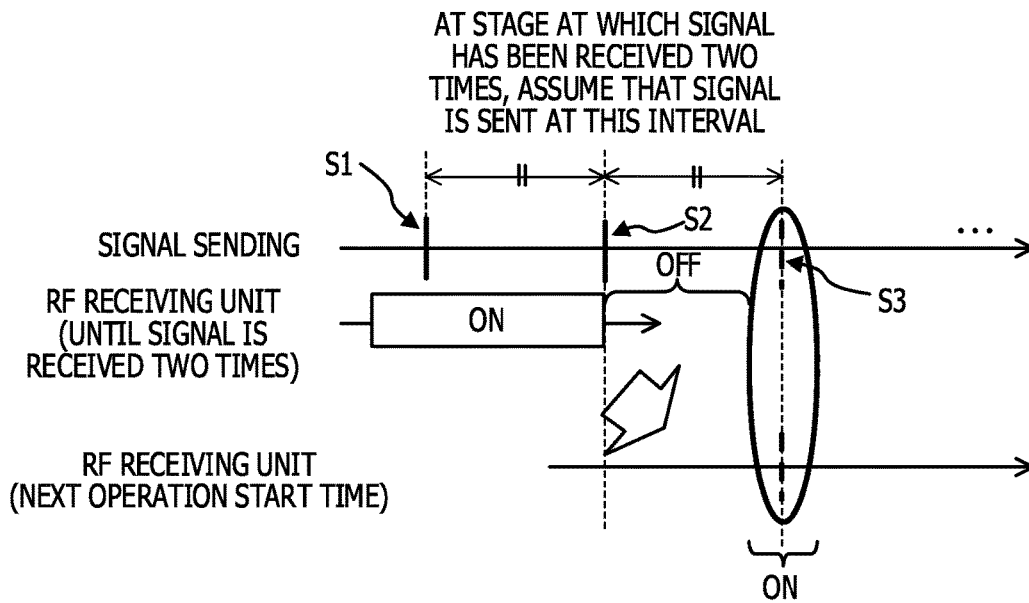 AT STAGE AT WHICH SIGNAL
HAS BEEN RECEIVED TWO
TIMES, ASSUME THAT SIGNAL
IS SENT AT THIS INTERVAL
S1
S2
SIGNAL SENDING
...
OFF
S3
RF RECEIVING UNIT
(UNTIL SIGNAL IS
RECEIVED TWO TIMES)
ON
RF RECEIVING UNIT
(NEXT OPERATION START TIME)
ON